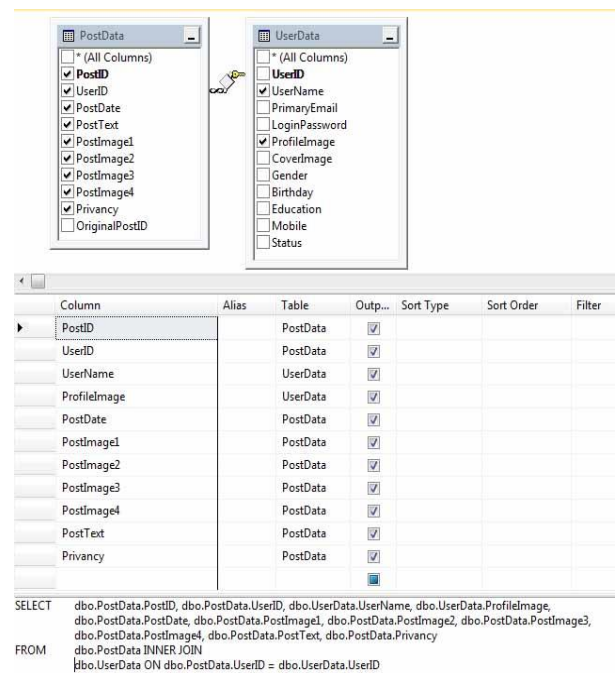 PostData
* (All Columns)
PostID
UserID
PostDate
PostText
PostImage1
PostImage2
PostImage3
PostImage4
Privancy
OriginalPostID
UserData
* (All Columns)
UserID
UserName
PrimaryEmail
LoginPassword
ProfileImage
CoverImage
Gender
Birthday
Education
Mobile
Status
Column Alias Table Outp... Sort Type Sort Order Filter
PostID PostData
UserID PostData
UserName UserData
ProfileImage UserData
PostDate PostData
PostImage1 PostData
PostImage2 PostData
PostImage3 PostData
PostImage4 PostData
PostText PostData
Privancy PostData
SELECT dbo.PostData.PostID, dbo.PostData.UserID, dbo.UserData.UserName, dbo.UserData.ProfileImage,
dbo.PostData.PostDate, dbo.PostData.PostImage1, dbo.PostData.PostImage2, dbo.PostData.PostImage3,
dbo.PostData.PostImage4, dbo.PostData.PostText, dbo.PostData.Privancy
FROM dbo.PostData INNER JOIN
dbo.UserData ON dbo.PostData.UserID = dbo.UserData.UserID